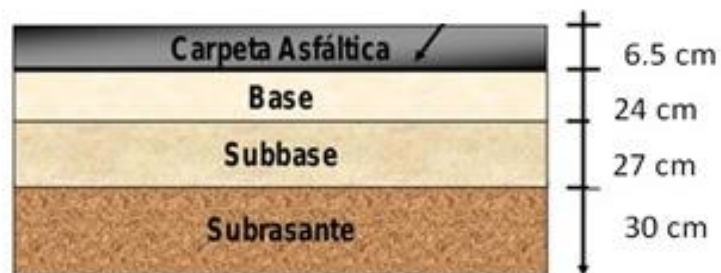 Carpeta Asfáltica
6.5 cm
Base
24 cm
Subbase
27 cm
Subrasante
30 cm